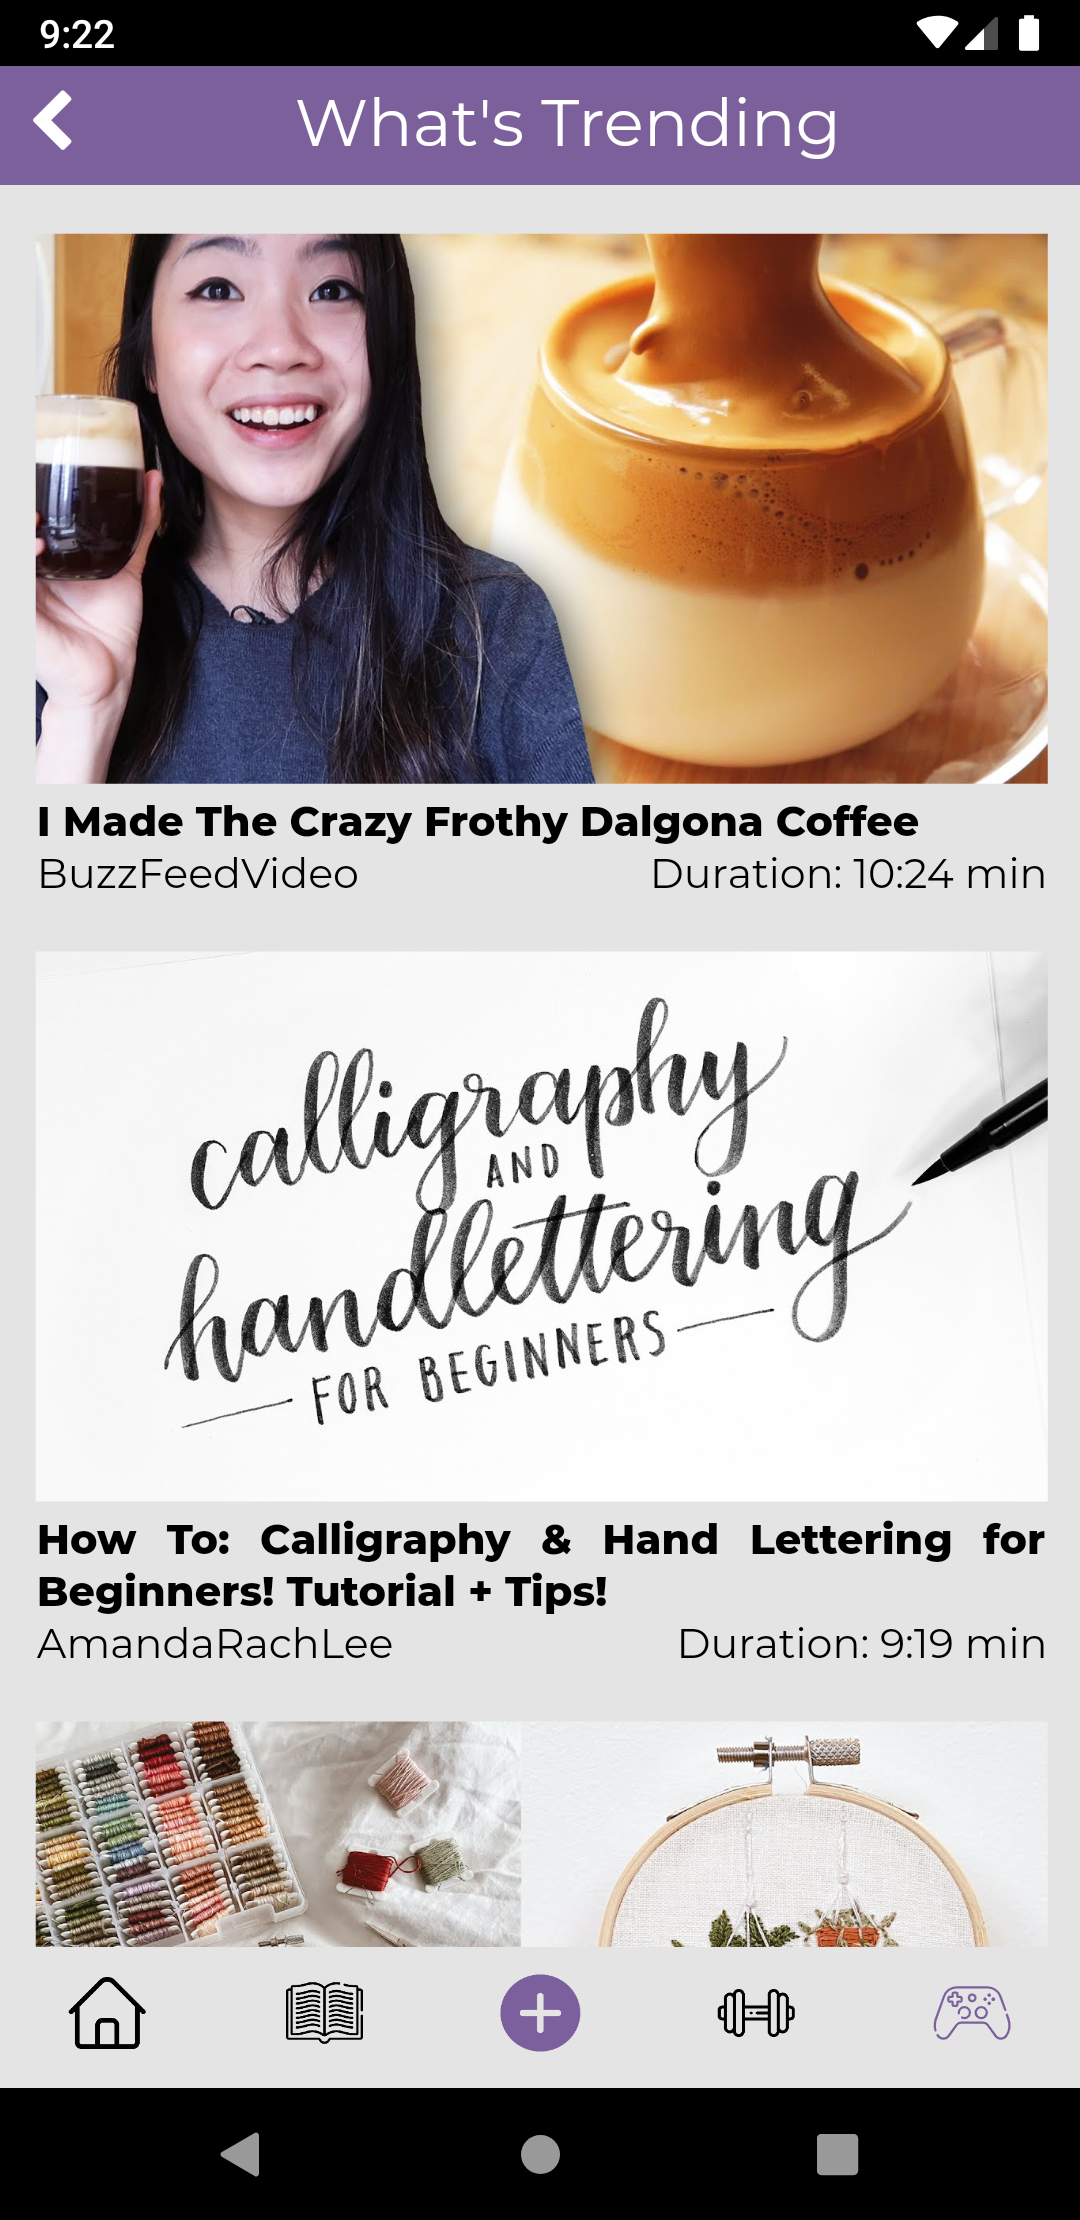 9:22
What's Trending
I Made The Crazy Frothy Dalgona Coffee
BuzzFeedVideo
Duration: 10:24 min
calligraphy
AND
handlettering
FOR BEGINNERS
How To: Calligraphy & Hand Lettering for
Beginners! Tutorial + Tips!
AmandaRachLee
Duration: 9:19 min